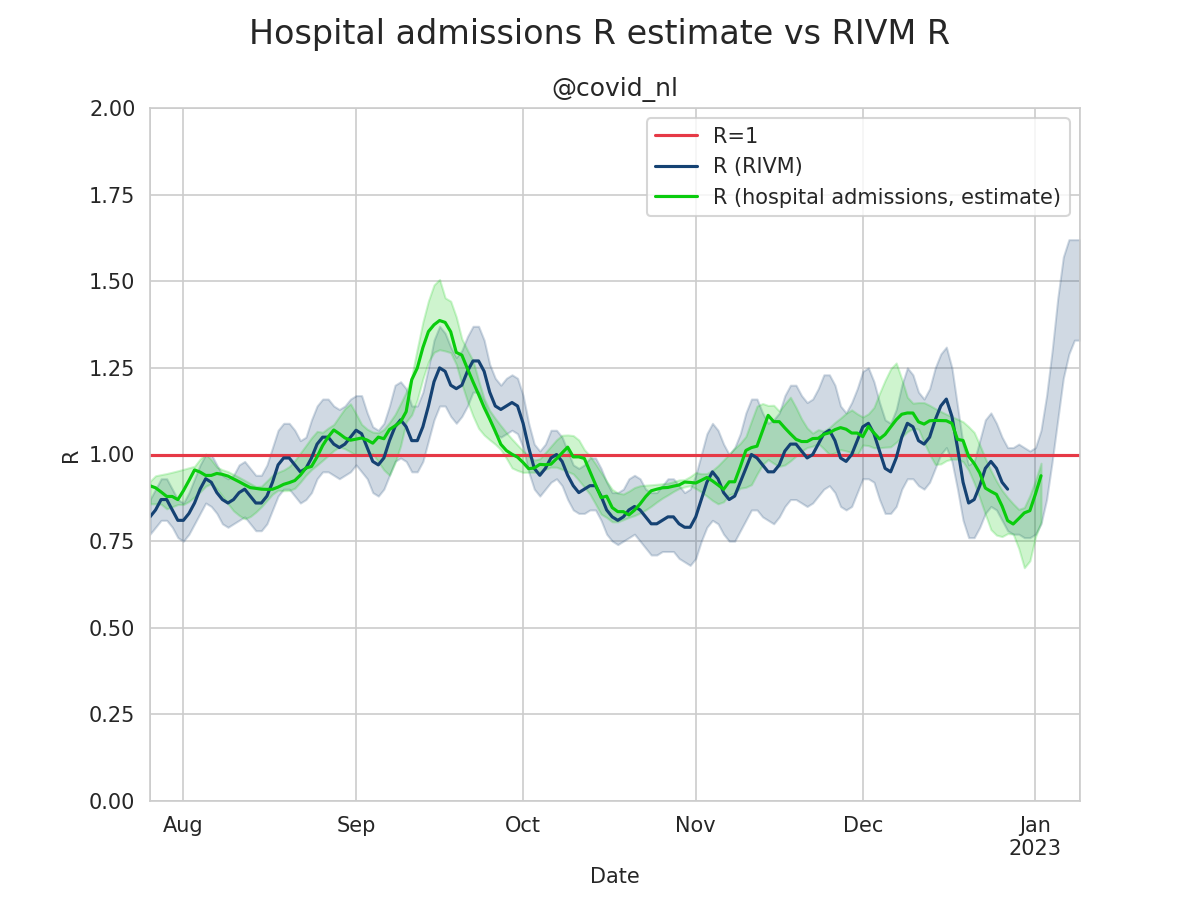 Hospital admissions R estimate vs RIVM R
@covid_nl
R=1
R (RIVM)
R (hospital admissions, estimate)
2.00
1.75
1.50
1.25
1.00
0.75
0.50
0.25
0.00
R
Aug Sep Oct Nov Dec Jan
2023
Date